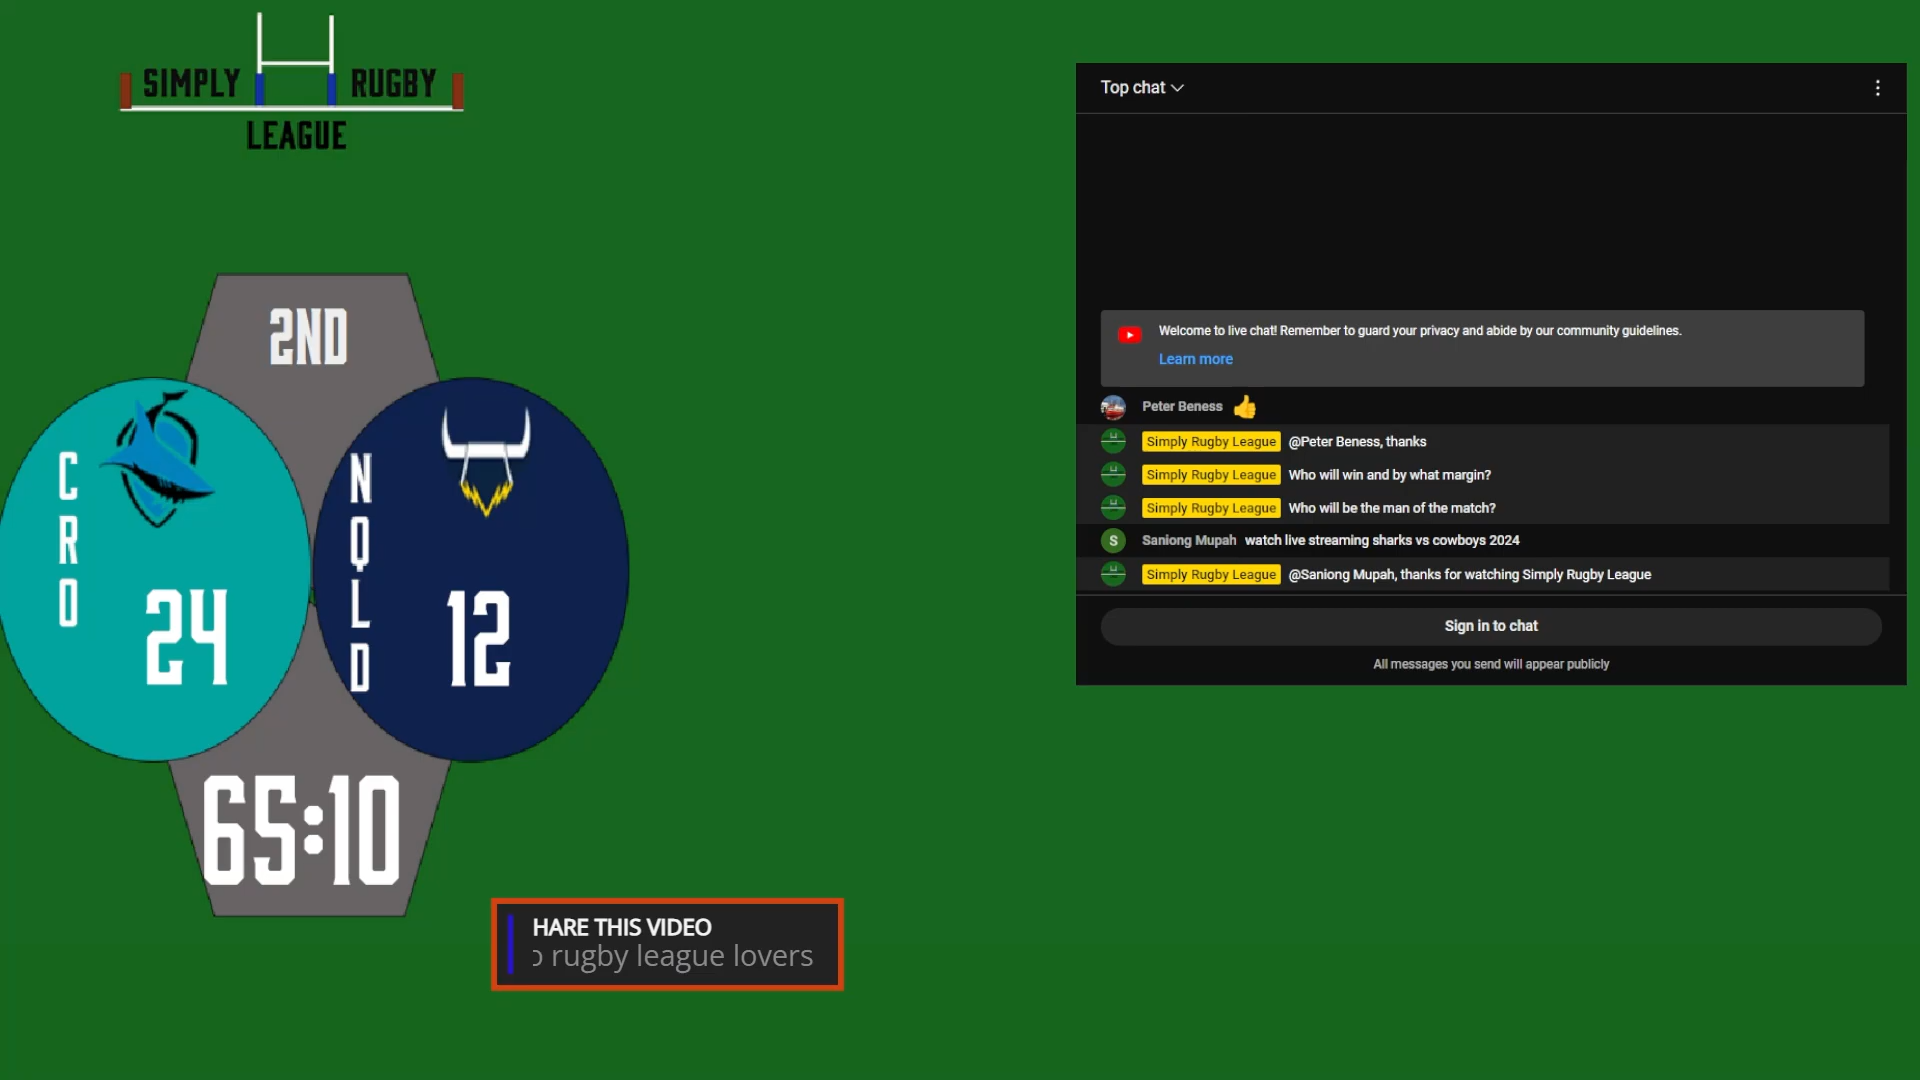 SIMPLY RUGBY
LEAGUE
2ND
CRO
24
NQLD
12
65:10
HARE THIS VIDEO
rugby league lovers
Top chat
Welcome to live chat! Remember to guard your privacy and abide by our community guidelines.
Learn more
Peter Beness
Simply Rugby League @Peter Beness, thanks
Simply Rugby League Who will win and by what margin?
Simply Rugby League Who will be the man of the match?
S Saniong Mupah watch live streaming sharks vs cowboys 2024
Simply Rugby League @Saniong Mupah, thanks for watching Simply Rugby League
Sign in to chat
All messages you send will appear publicly